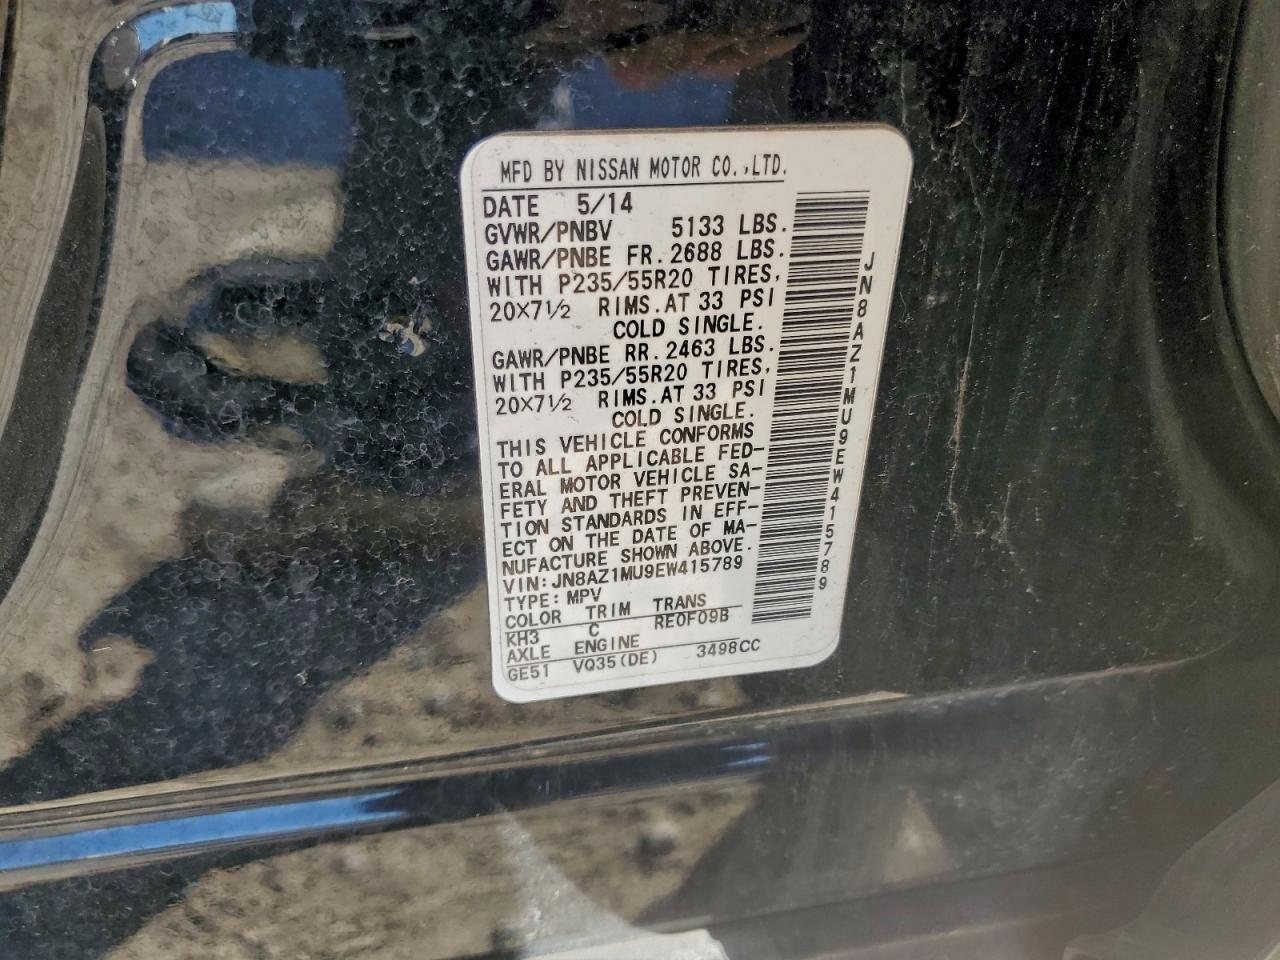 MFD BY NISSAN MOTOR CO.,LTD.
DATE 5/14
GVWR/PNBV 5133 LBS.
GAWR/PNBE FR. 2688 LBS.
WITH P235/55R20 TIRES,
20×7½ RIMS. AT 33 PSI
COLD SINGLE.
GAWR/PNBE RR. 2463 LBS.
WITH P235/55R20 TIRES,
20×7½ RIMS. AT 33 PSI
COLD SINGLE.
THIS VEHICLE CONFORMS
TO ALL APPLICABLE FED-
ERAL MOTOR VEHICLE SA-
FETY AND THEFT PREVEN-
TION STANDARDS IN EFF-
ECT ON THE DATE OF MA-
NUFACTURE SHOWN ABOVE.
VIN:JN8AZ1MU9EW415789
TYPE:MPV
COLOR TRIM TRANS
KH3 C RE0F09B
AXLE ENGINE
GE51 VQ35(DE) 3498CC
JN8AZ1MU9EW415789